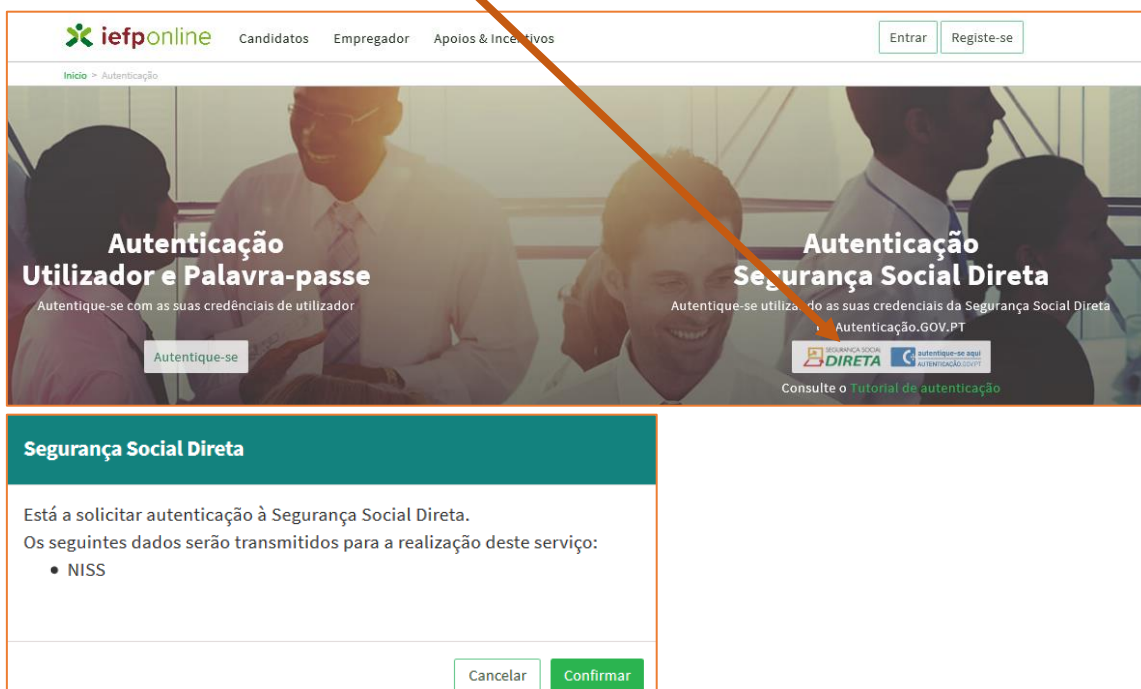 iefponline Candidatos Empregador Apoios & Incentivos Entrar Registe-se
Início > Autenticação
Autenticação
Utilizador e Palavra-passe
Autentique-se com as suas credênciais de utilizador
Autentique-se
Autenticação
Segurança Social Direta
Autentique-se utilizando as suas credenciais da Segurança Social Direta
Autenticação.GOV.PT
SEGURANÇA SOCIAL
DIRETA
autentique-se aqui
AUTENTICAÇÃO.GOV.PT
Consulte o Tutorial de autenticação
Segurança Social Direta
Está a solicitar autenticação à Segurança Social Direta.
Os seguintes dados serão transmitidos para a realização deste serviço:
• NISS
Cancelar Confirmar